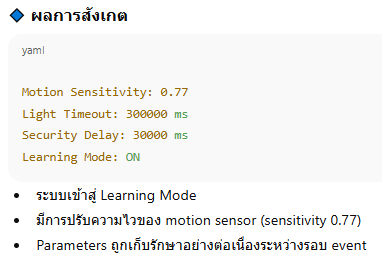 ผลการสังเกต
yaml
Motion Sensitivity: 0.77
Light Timeout: 300000 ms
Security Delay: 30000 ms
Learning Mode: ON
• ระบบเข้าสู่ Learning Mode
• มีการปรับความไวของ motion sensor (sensitivity 0.77)
• Parameters ถูกเก็บรักษาอย่างต่อเนื่องระหว่างรอบ event